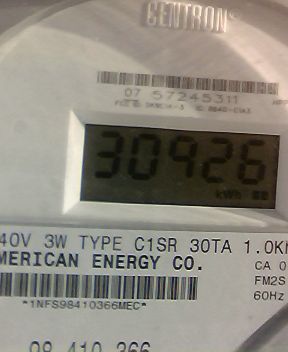 CENTRON®
07 57245311
30926
kWh
40V 3W TYPE C1SR 30TA 1.0K
MERICAN ENERGY CO.
CA 0
FM2S
60Hz
*1NFS98410366MEC*
98 410 366